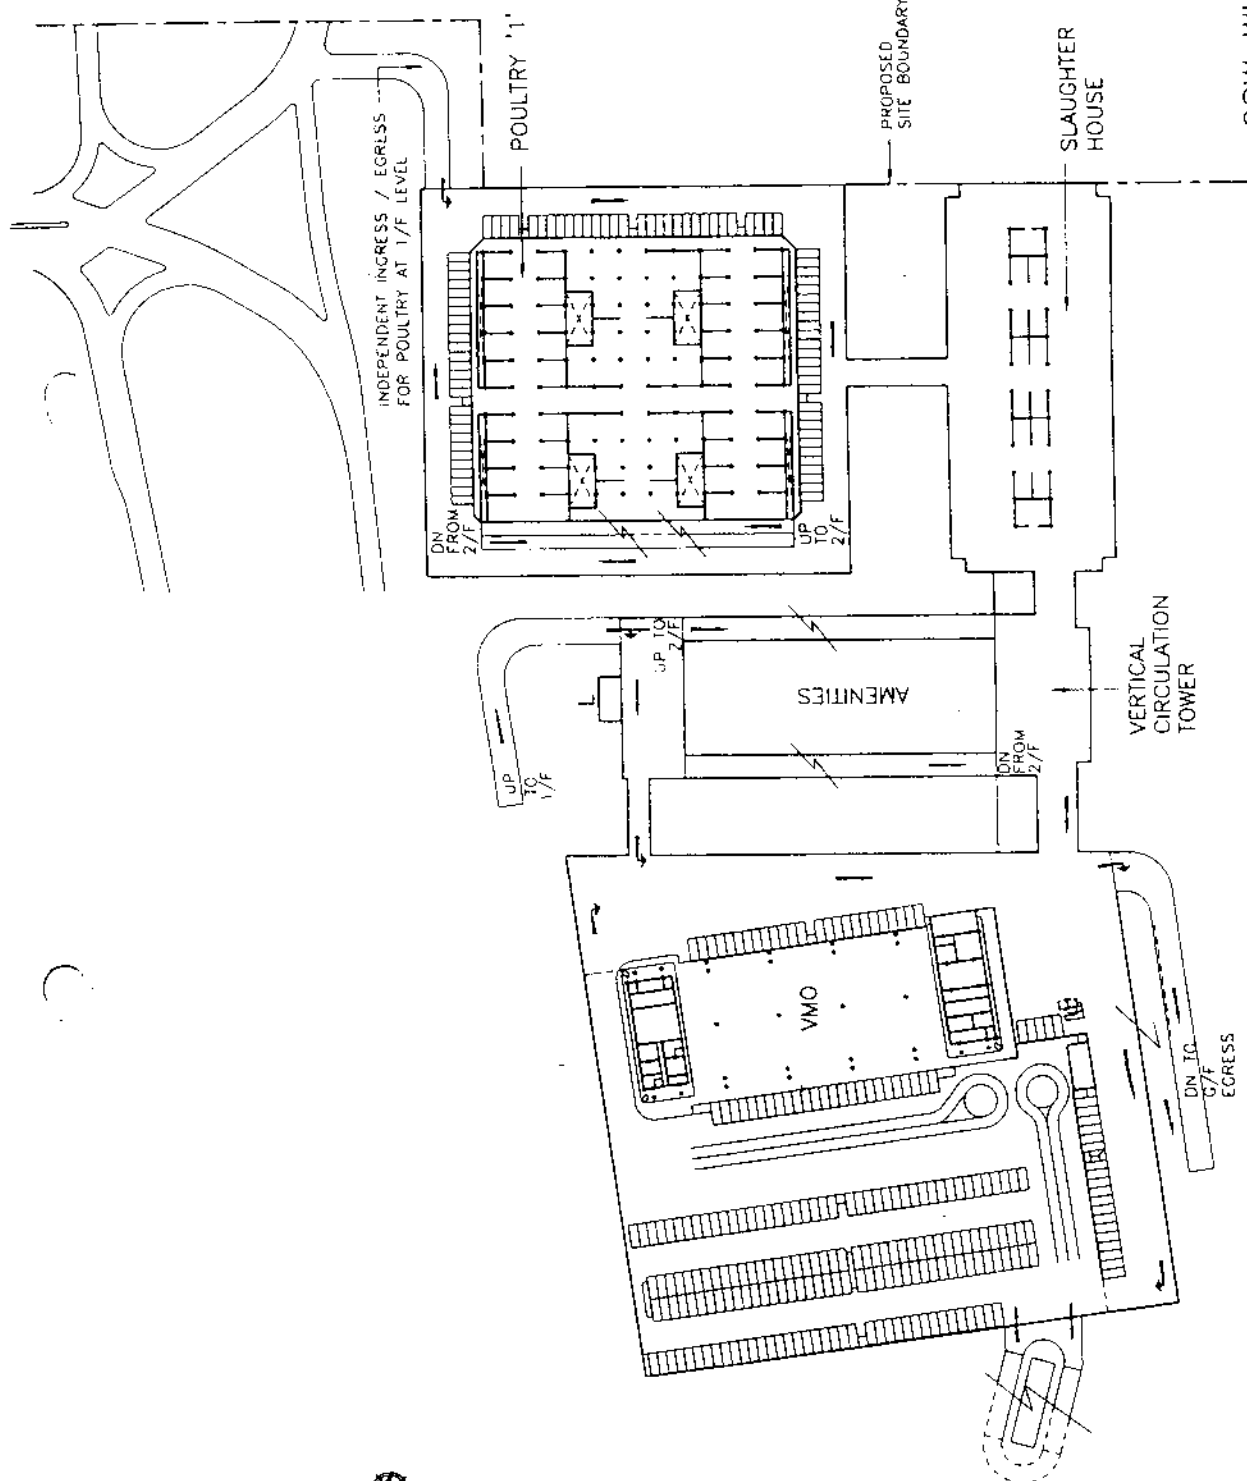 INDEPENDENT INGRESS / EGRESS
FOR POULTRY AT 1/F LEVEL
POULTRY '1'
PROPOSED
SITE BOUNDARY
SLAUGHTER
HOUSE
DN
FROM
2/F
UP
TO
2/F
UP TO
2/F
UP
TO
1/F
AMENITIES
DN
FROM
2/F
VERTICAL
CIRCULATION
TOWER
VMO
DN TO
G/F
EGRESS